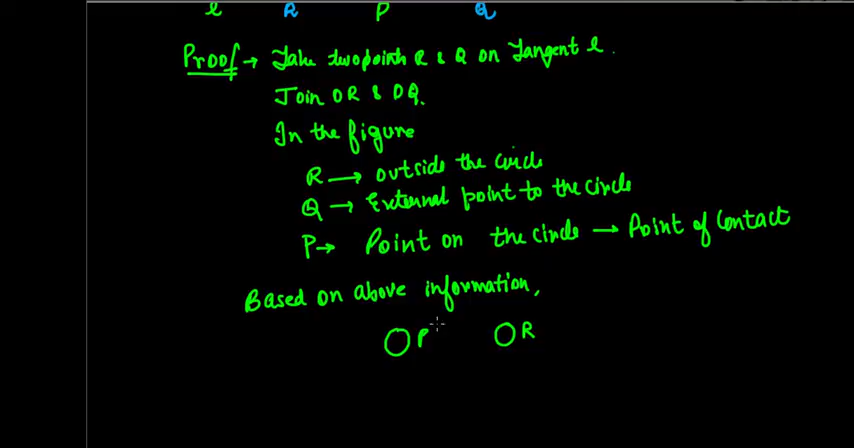 l R P Q
Proof → Take two points R & Q on Tangent l.
Join OR & OQ.
In the figure
R → outside the circle
Q → External point to the circle
P → Point on the circle → Point of Contact
Based on above information,
OP OR